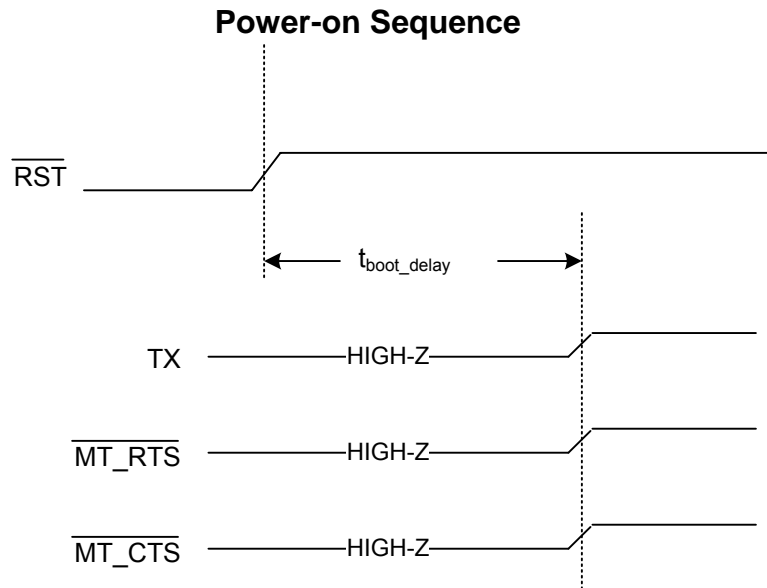 Power-on Sequence
RST
t_boot_delay
TX HIGH-Z
MT_RTS HIGH-Z
MT_CTS HIGH-Z